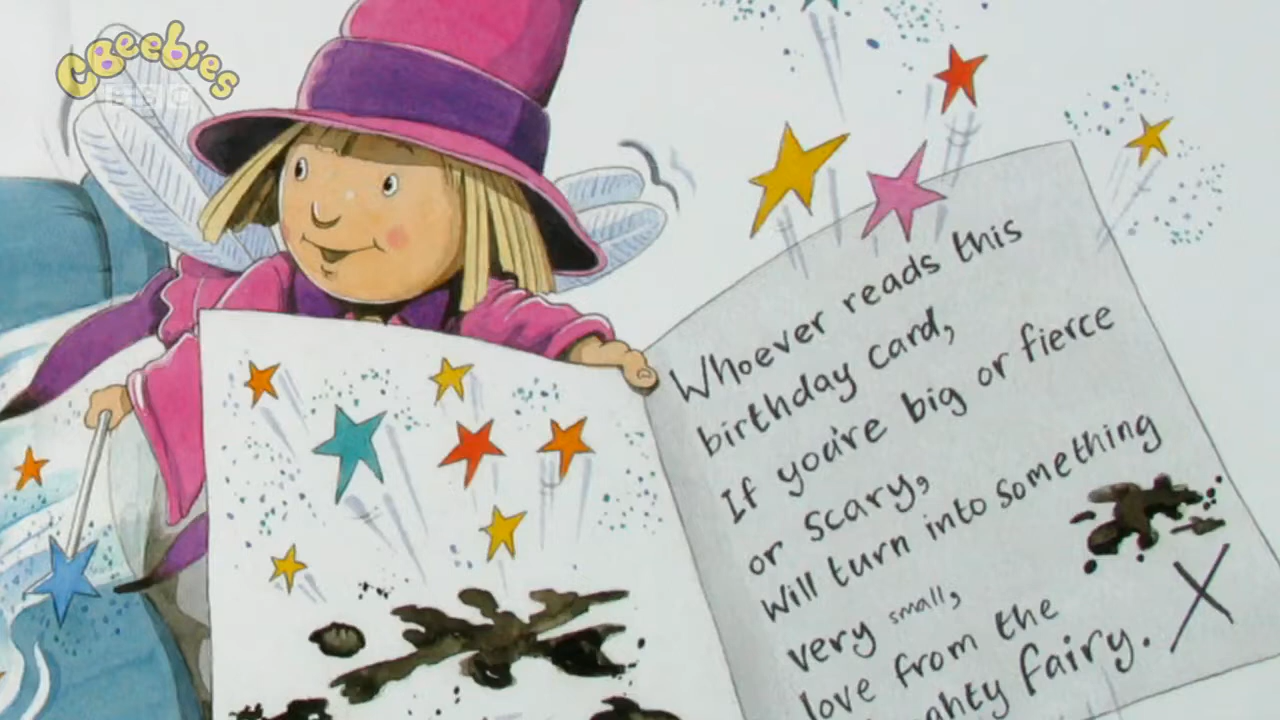 CBeebies
BBC
Whoever reads this
birthday card,
If you're big or fierce
or scary,
Will turn into something
very small,
love from the
fairy. X